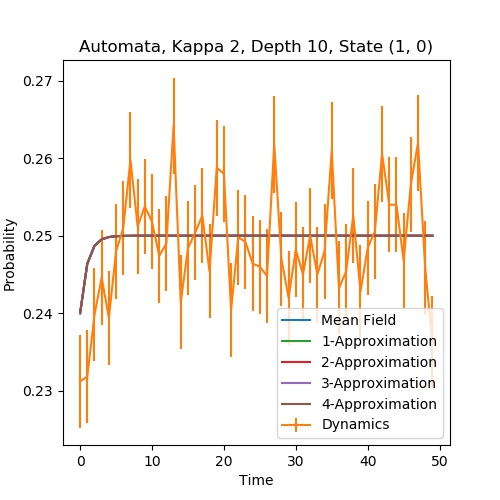 Automata, Kappa 2, Depth 10, State (1, 0)
Probability
0.27
0.26
0.25
0.24
0.23
Mean Field
1-Approximation
2-Approximation
3-Approximation
4-Approximation
Dynamics
0 10 20 30 40 50
Time